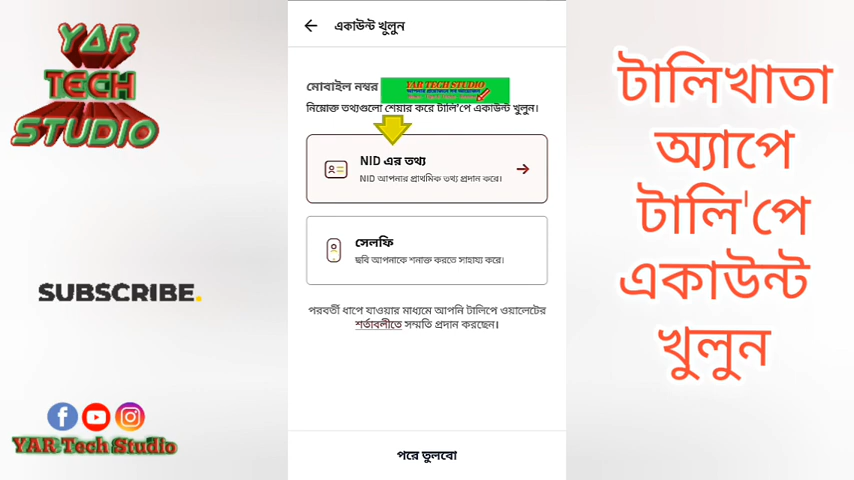 YAR
TECH
STUDIO
SUBSCRIBE.
YAR Tech Studio
একাউন্ট খুলুন
মোবাইল নম্বর
YAR TECH STUDIO
নিম্নোক্ত তথ্যগুলো শেয়ার করে টালি'পে একাউন্ট খুলুন।
NID এর তথ্য
NID আপনার প্রাথমিক তথ্য প্রদান করে।
সেলফি
ছবি আপনাকে শনাক্ত করতে সাহায্য করে।
পরবর্তী ধাপে যাওয়ার মাধ্যমে আপনি টালিপে ওয়ালেটের
শর্তাবলীতে সম্মতি প্রদান করছেন।
পরে তুলবো
টালিখাতা
অ্যাপে
টালি'পে
একাউন্ট
খুলুন